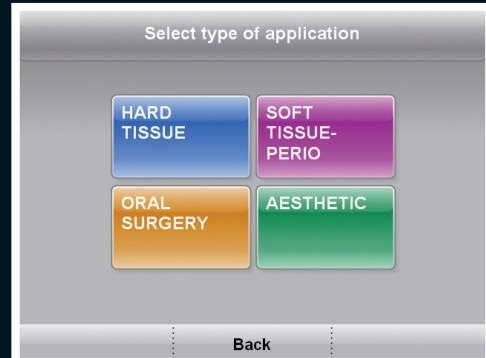 Select type of application
HARD
TISSUE
SOFT
TISSUE-
PERIO
ORAL
SURGERY
AESTHETIC
Back